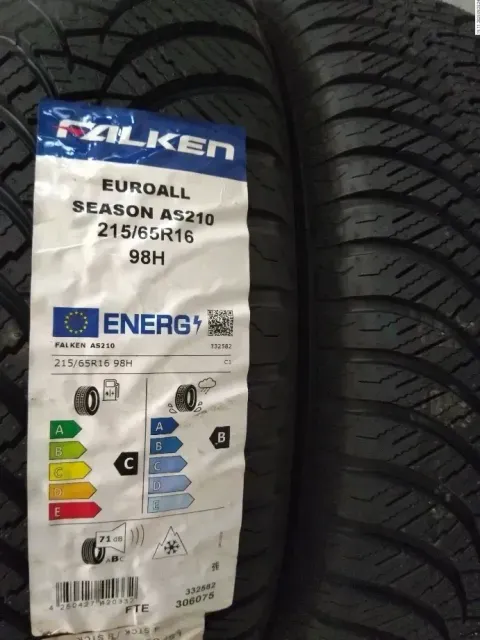 FALKEN
EUROALL
SEASON AS210
215/65R16
98H
ENERG
FALKEN AS210
332582
215/65R16 98H
C1
A
B
C
D
E
C
A
B
C
D
E
B
71 dB
ABC
332582
FTE
306075